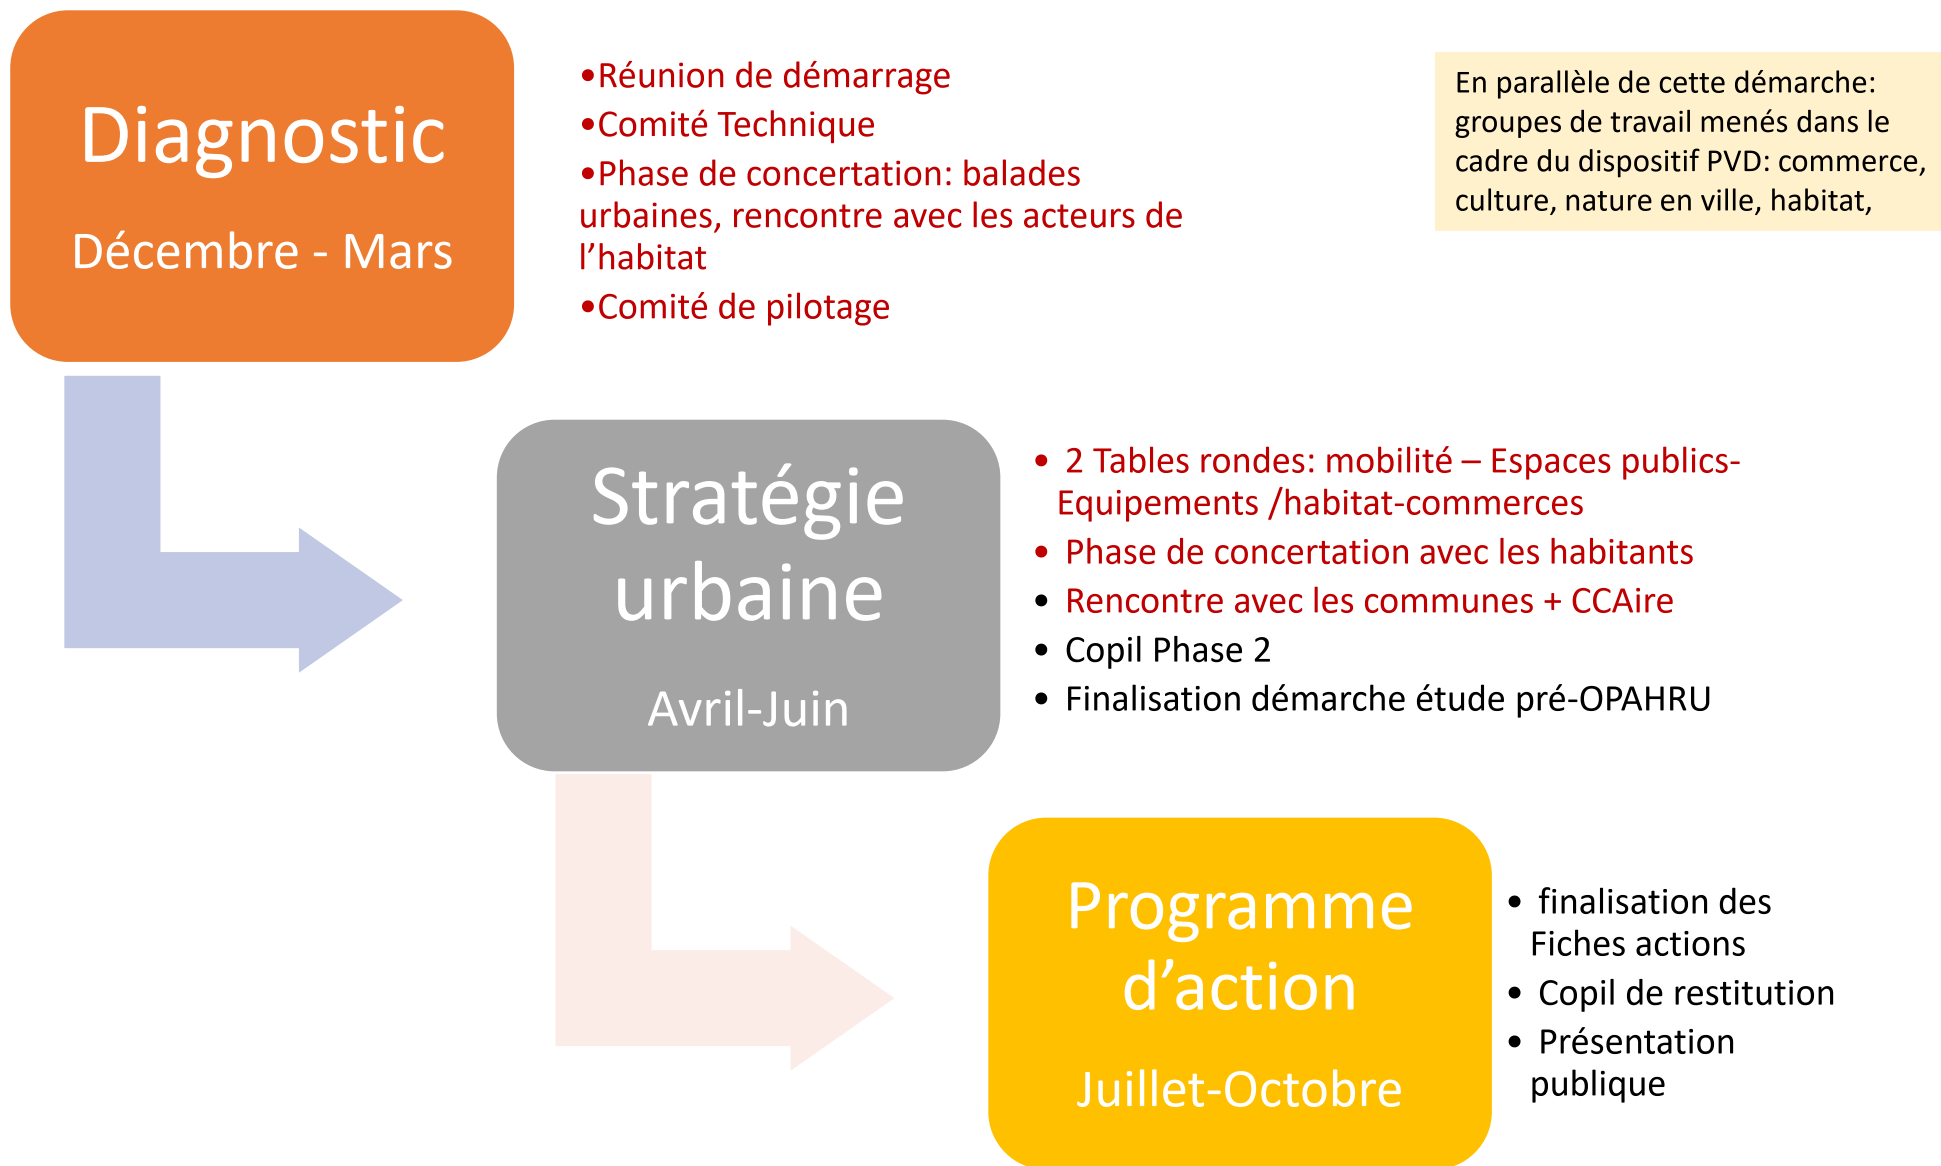 Diagnostic
Décembre - Mars
•Réunion de démarrage
•Comité Technique
•Phase de concertation: balades
urbaines, rencontre avec les acteurs de
l’habitat
•Comité de pilotage
En parallèle de cette démarche:
groupes de travail menés dans le
cadre du dispositif PVD: commerce,
culture, nature en ville, habitat,
Stratégie
urbaine
Avril-Juin
• 2 Tables rondes: mobilité – Espaces publics-
Equipements /habitat-commerces
• Phase de concertation avec les habitants
• Rencontre avec les communes + CCAire
• Copil Phase 2
• Finalisation démarche étude pré-OPAHRU
Programme
d’action
Juillet-Octobre
• finalisation des
Fiches actions
• Copil de restitution
• Présentation
publique